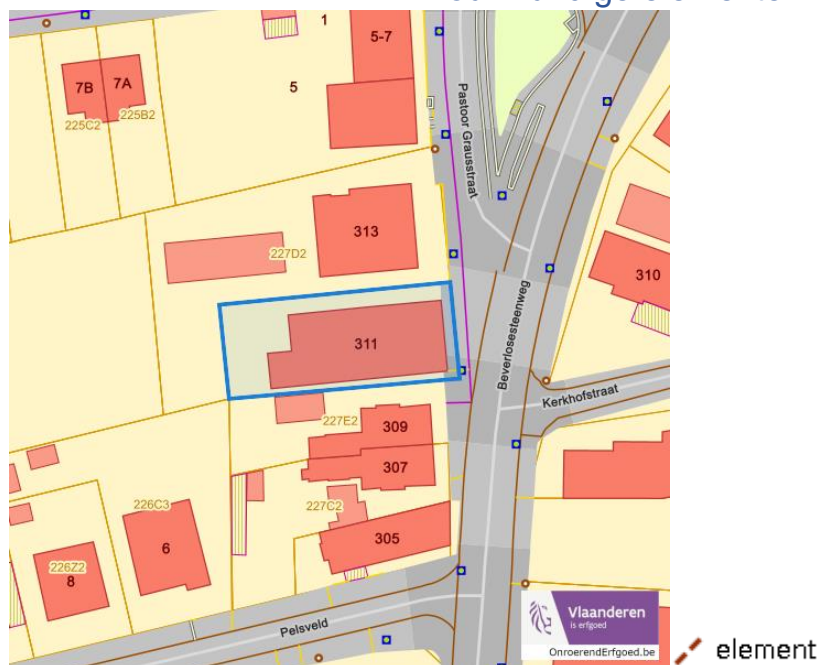 1
5-7
5
7B
7A
225C2
225B2
Pastoor Grausstraat
313
227D2
310
311
Beverlosesteenweg
Kerkhofstraat
227E2
309
307
226C3
227C2
305
6
226Z2
8
Pelsveld
Vlaanderen
is erfgoed
OnroerendErfgoed.be
element